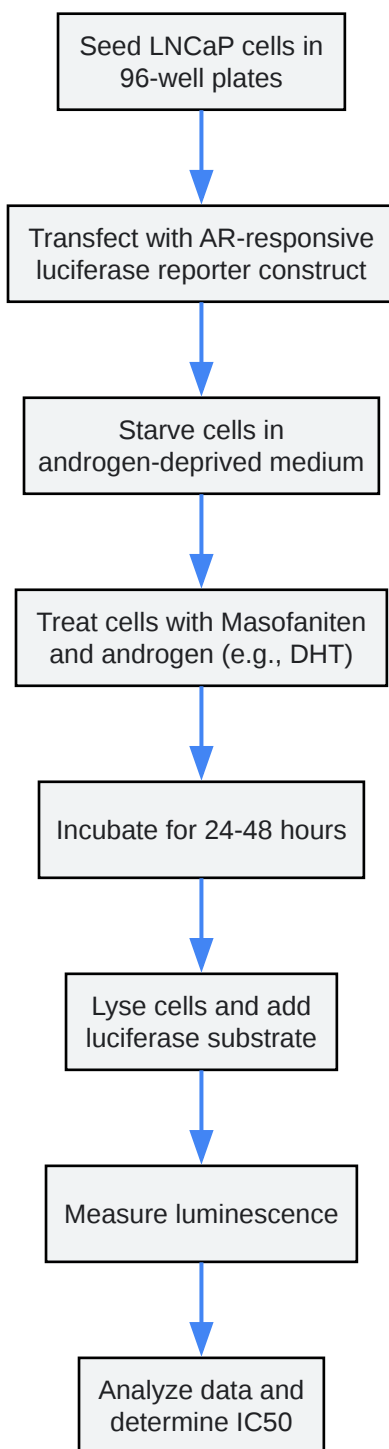 Seed LNCaP cells in
96-well plates
Transfect with AR-responsive
luciferase reporter construct
Starve cells in
androgen-deprived medium
Treat cells with Masofaniten
and androgen (e.g., DHT)
Incubate for 24-48 hours
Lyse cells and add
luciferase substrate
Measure luminescence
Analyze data and
determine IC50